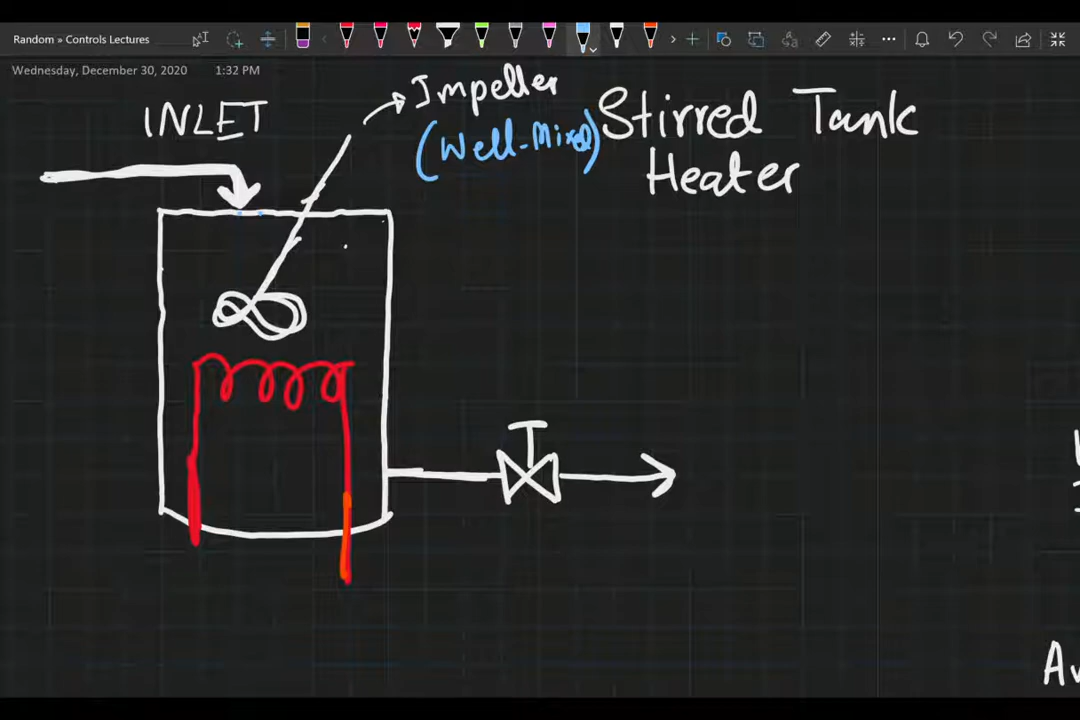 Random » Controls Lectures
Wednesday, December 30, 2020 1:32 PM
INLET
Impeller
(Well-Mixed)
Stirred Tank
Heater